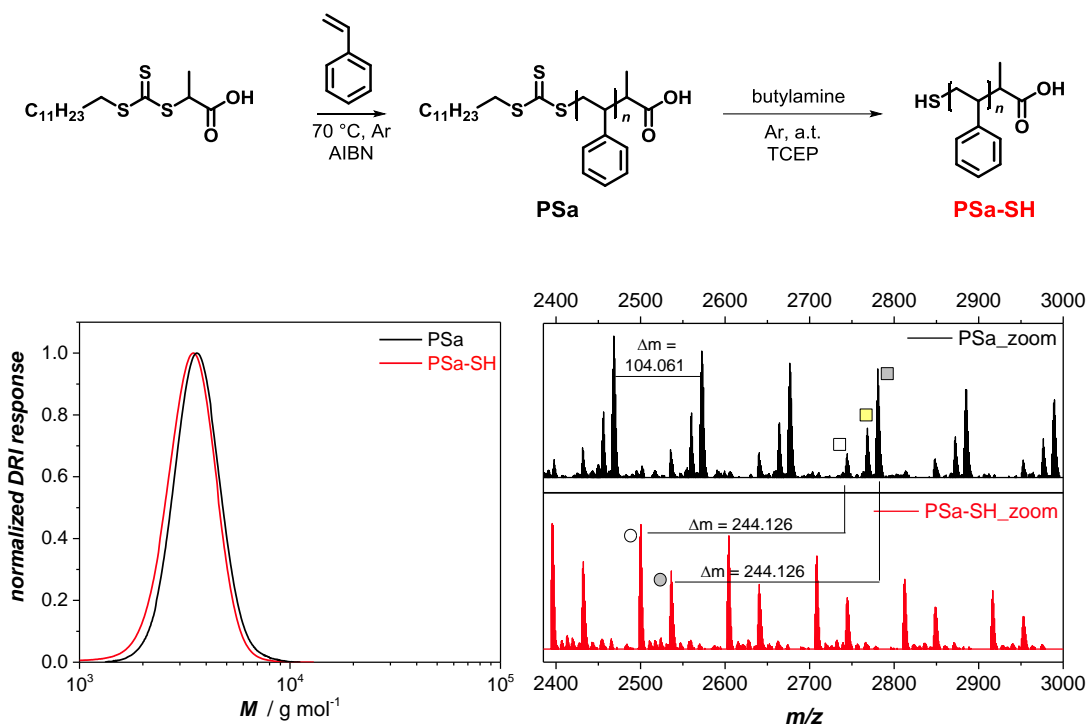 S
OH
C₁₁H₂₃
S
S
O
70 °C, Ar
AIBN
S
OH
C₁₁H₂₃
S
S
n
O
PSa
butylamine
Ar, a.t.
TCEP
HS
n
OH
O
PSa-SH
normalized DRI response
1.0
0.8
0.6
0.4
0.2
0.0
PSa
PSa-SH
10³
10⁴
10⁵
M / g mol⁻¹
2400 2500 2600 2700 2800 2900 3000
Δm =
104.061
PSa_zoom
PSa-SH_zoom
Δm = 244.126
Δm = 244.126
2400 2500 2600 2700 2800 2900 3000
m/z